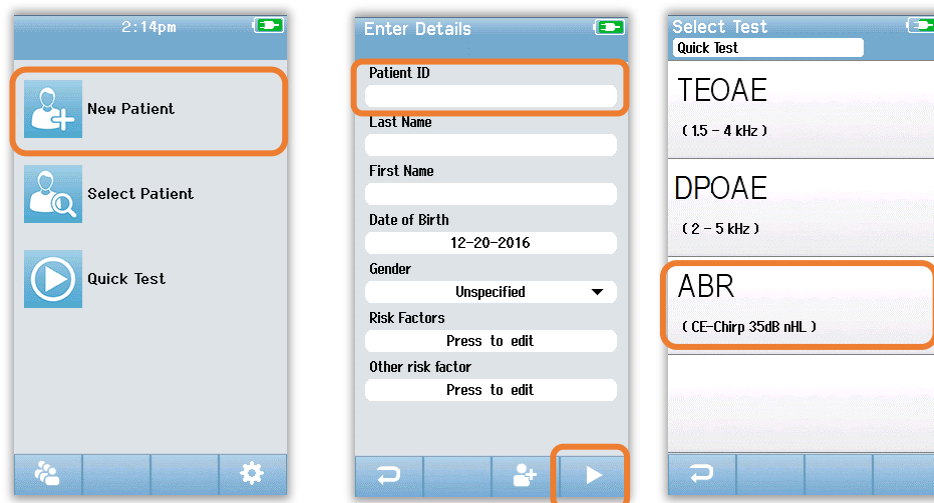 2:14pm
New Patient
Select Patient
Quick Test
Enter Details
Patient ID
Last Name
First Name
Date of Birth
12-20-2016
Gender
Unspecified
Risk Factors
Press to edit
Other risk factor
Press to edit
Select Test
Quick Test
TEOAE
( 1.5 - 4 kHz )
DPOAE
( 2 - 5 kHz )
ABR
( CE-Chirp 35dB nHL )